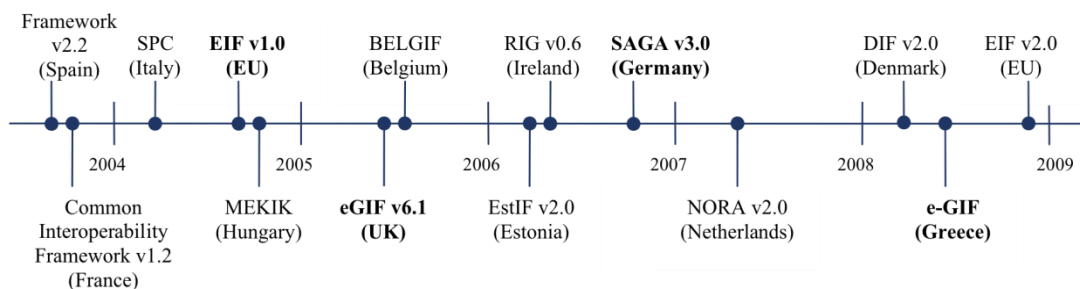 Framework
v2.2
(Spain)
SPC
(Italy)
EIF v1.0
(EU)
BELGIF
(Belgium)
RIG v0.6
(Ireland)
SAGA v3.0
(Germany)
DIF v2.0
(Denmark)
EIF v2.0
(EU)
2004
2005
2006
2007
2008
2009
Common
Interoperability
Framework v1.2
(France)
MEKIK
(Hungary)
eGIF v6.1
(UK)
EstIF v2.0
(Estonia)
NORA v2.0
(Netherlands)
e-GIF
(Greece)